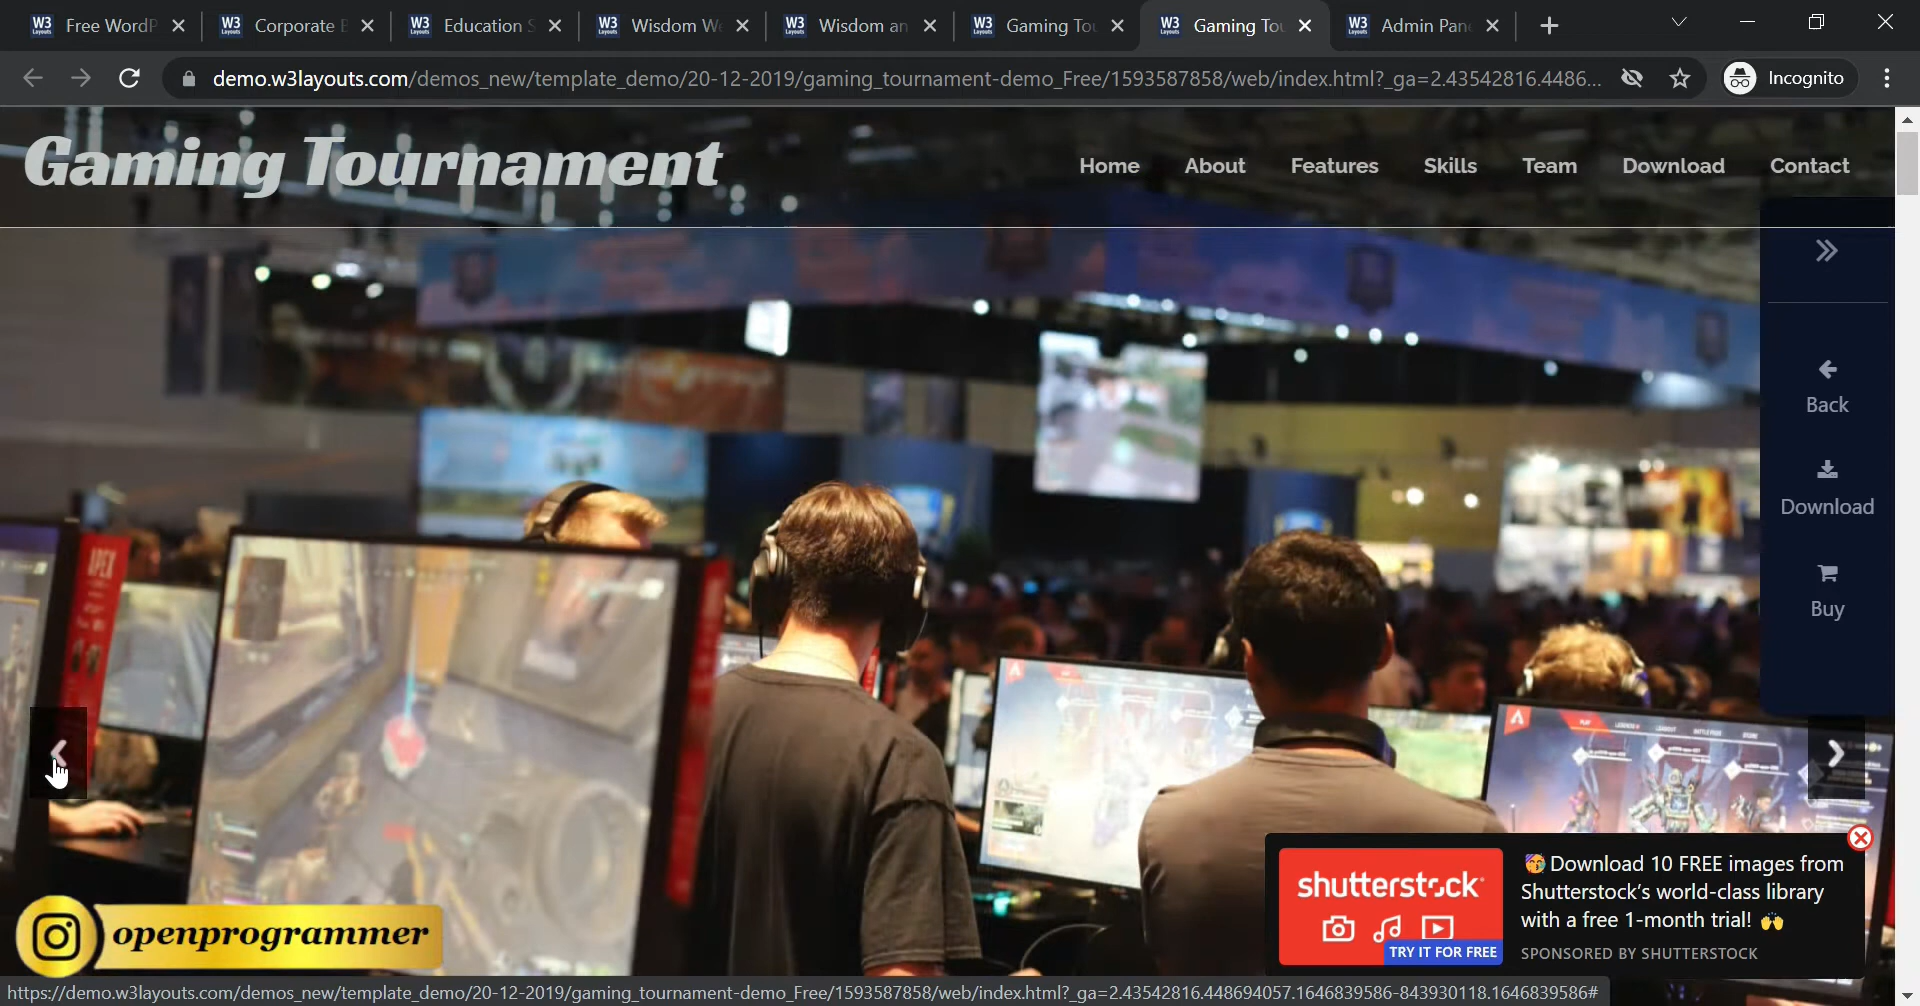 Free WordP
Corporate
Education S
Wisdom W
Wisdom an
Gaming Tou
Gaming Tou
Admin Pane
demo.w3layouts.com/demos_new/template_demo/20-12-2019/gaming_tournament-demo_Free/1593587858/web/index.html?_ga=2.43542816.4486...
Incognito
Gaming Tournament
Home About Features Skills Team Download Contact
Back
Download
Buy
APEX
shutterstock
TRY IT FOR FREE
Download 10 FREE images from
Shutterstock's world-class library
with a free 1-month trial!
SPONSORED BY SHUTTERSTOCK
openprogrammer
https://demo.w3layouts.com/demos_new/template_demo/20-12-2019/gaming_tournament-demo_Free/1593587858/web/index.html?_ga=2.43542816.448694057.1646839586-843930118.1646839586#